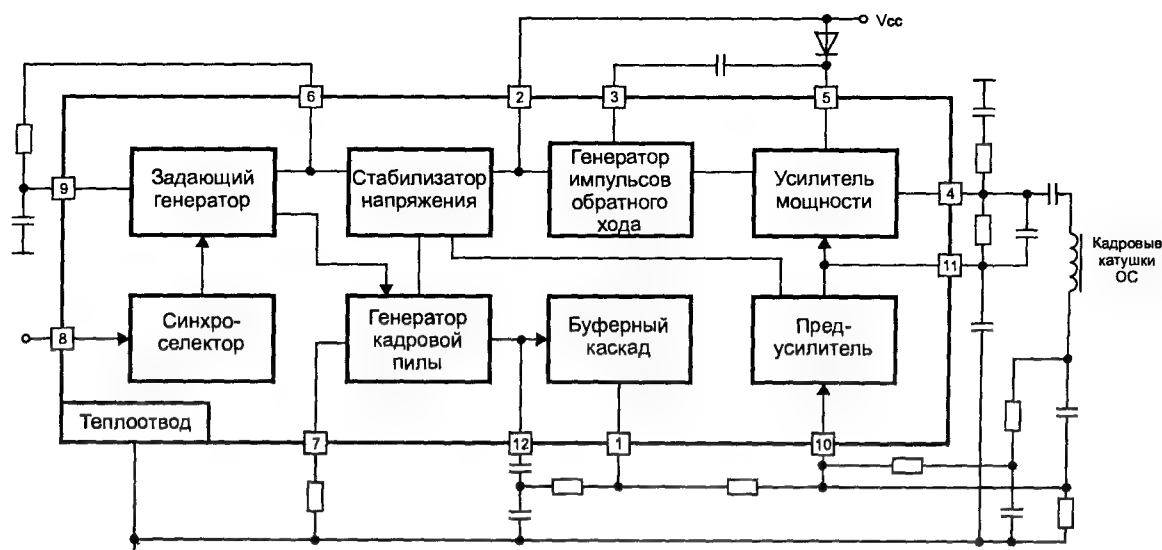 Vcc
6
2
3
5
Задающий
генератор
Стабилизатор
напряжения
Генератор
импульсов
обратного
хода
Усилитель
мощности
9
4
11
Кадровые
катушки
ОС
8
Синхро-
селектор
Генератор
кадровой
пилы
Буферный
каскад
Пред-
усилитель
Теплоотвод
7
12
1
10